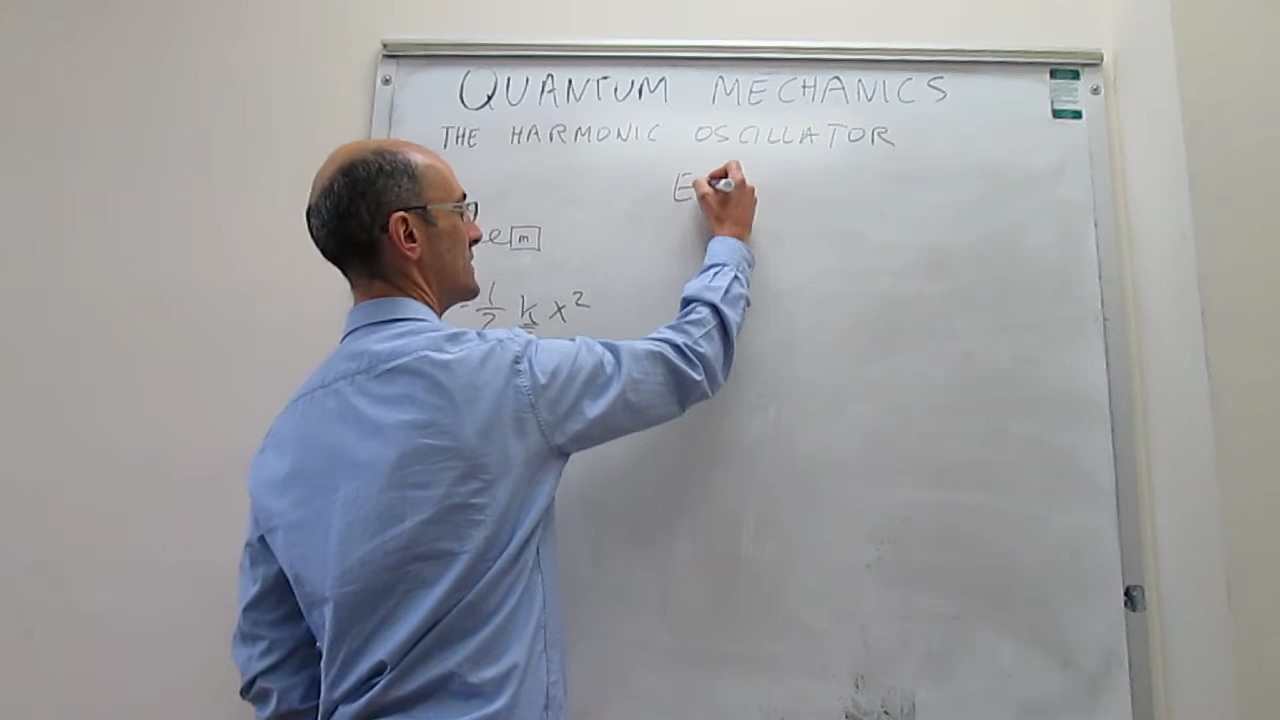 QUANTUM MECHANICS
THE HARMONIC OSCILLATOR
E
m
1/2 k x²